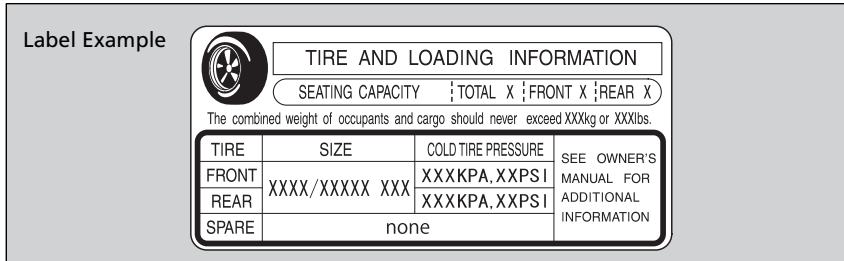 Label Example
TIRE AND LOADING INFORMATION
SEATING CAPACITY TOTAL X FRONT X REAR X
The combined weight of occupants and cargo should never exceed XXXkg or XXXlbs.
TIRE SIZE COLD TIRE PRESSURE
FRONT XXXX/XXXXX XXX XXXKPA,XXPSI
REAR XXXKPA,XXPSI
SPARE none
SEE OWNER'S
MANUAL FOR
ADDITIONAL
INFORMATION